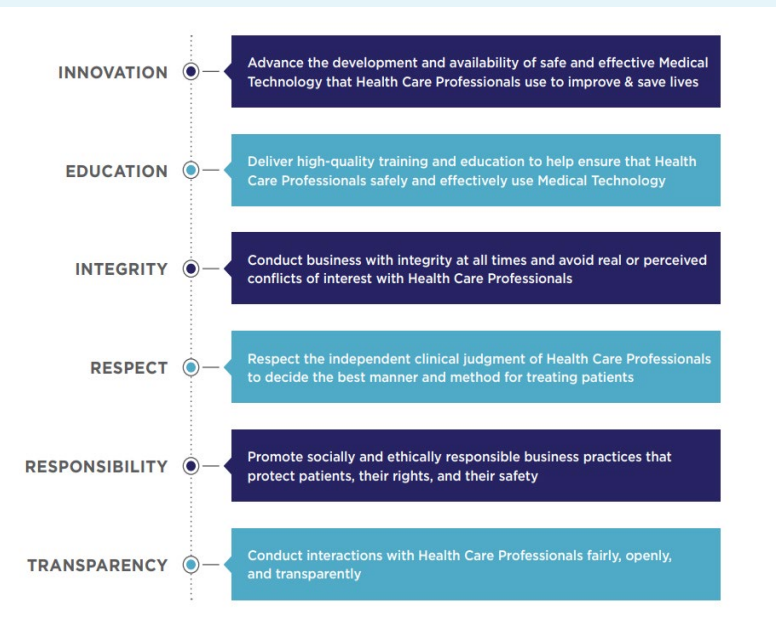 INNOVATION
Advance the development and availability of safe and effective Medical
Technology that Health Care Professionals use to improve & save lives
EDUCATION
Deliver high-quality training and education to help ensure that Health
Care Professionals safely and effectively use Medical Technology
INTEGRITY
Conduct business with integrity at all times and avoid real or perceived
conflicts of interest with Health Care Professionals
RESPECT
Respect the independent clinical judgment of Health Care Professionals
to decide the best manner and method for treating patients
RESPONSIBILITY
Promote socially and ethically responsible business practices that
protect patients, their rights, and their safety
TRANSPARENCY
Conduct interactions with Health Care Professionals fairly, openly,
and transparently